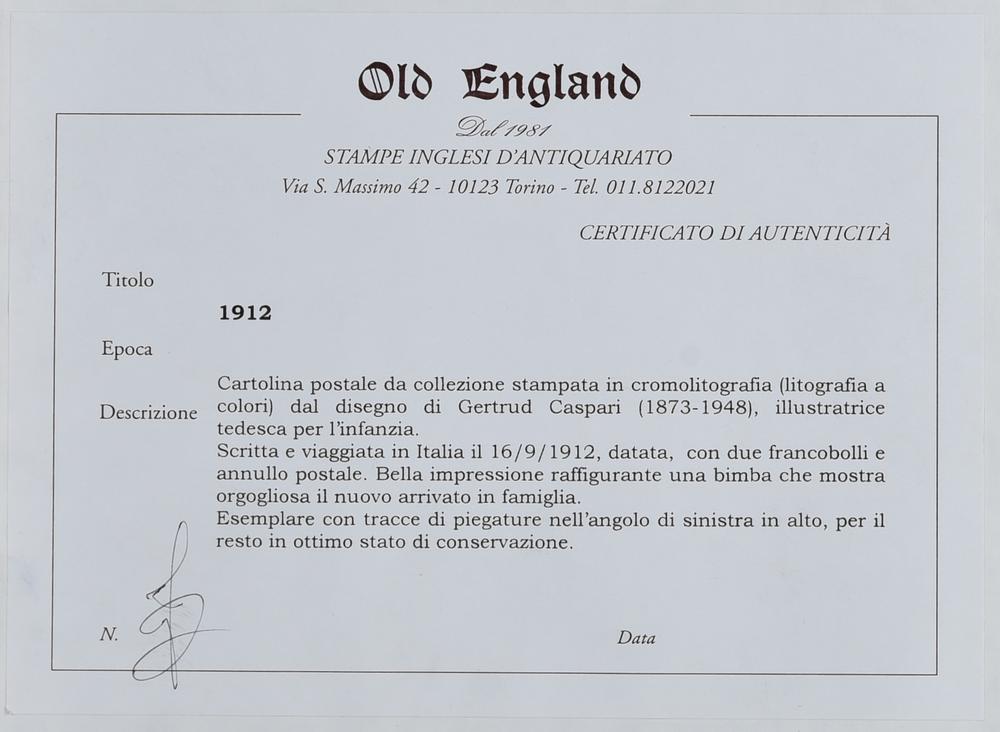 Old England
Dal 1981
STAMPE INGLESI D'ANTIQUARIATO
Via S. Massimo 42 - 10123 Torino - Tel. 011.8122021
CERTIFICATO DI AUTENTICITÀ
Titolo
1912
Epoca
Descrizione
Cartolina postale da collezione stampata in cromolitografia (litografia a
colori) dal disegno di Gertrud Caspari (1873-1948), illustratrice
tedesca per l'infanzia.
Scritta e viaggiata in Italia il 16/9/1912, datata, con due francobolli e
annullo postale. Bella impressione raffigurante una bimba che mostra
orgogliosa il nuovo arrivato in famiglia.
Esemplare con tracce di piegature nell'angolo di sinistra in alto, per il
resto in ottimo stato di conservazione.
N.
Data